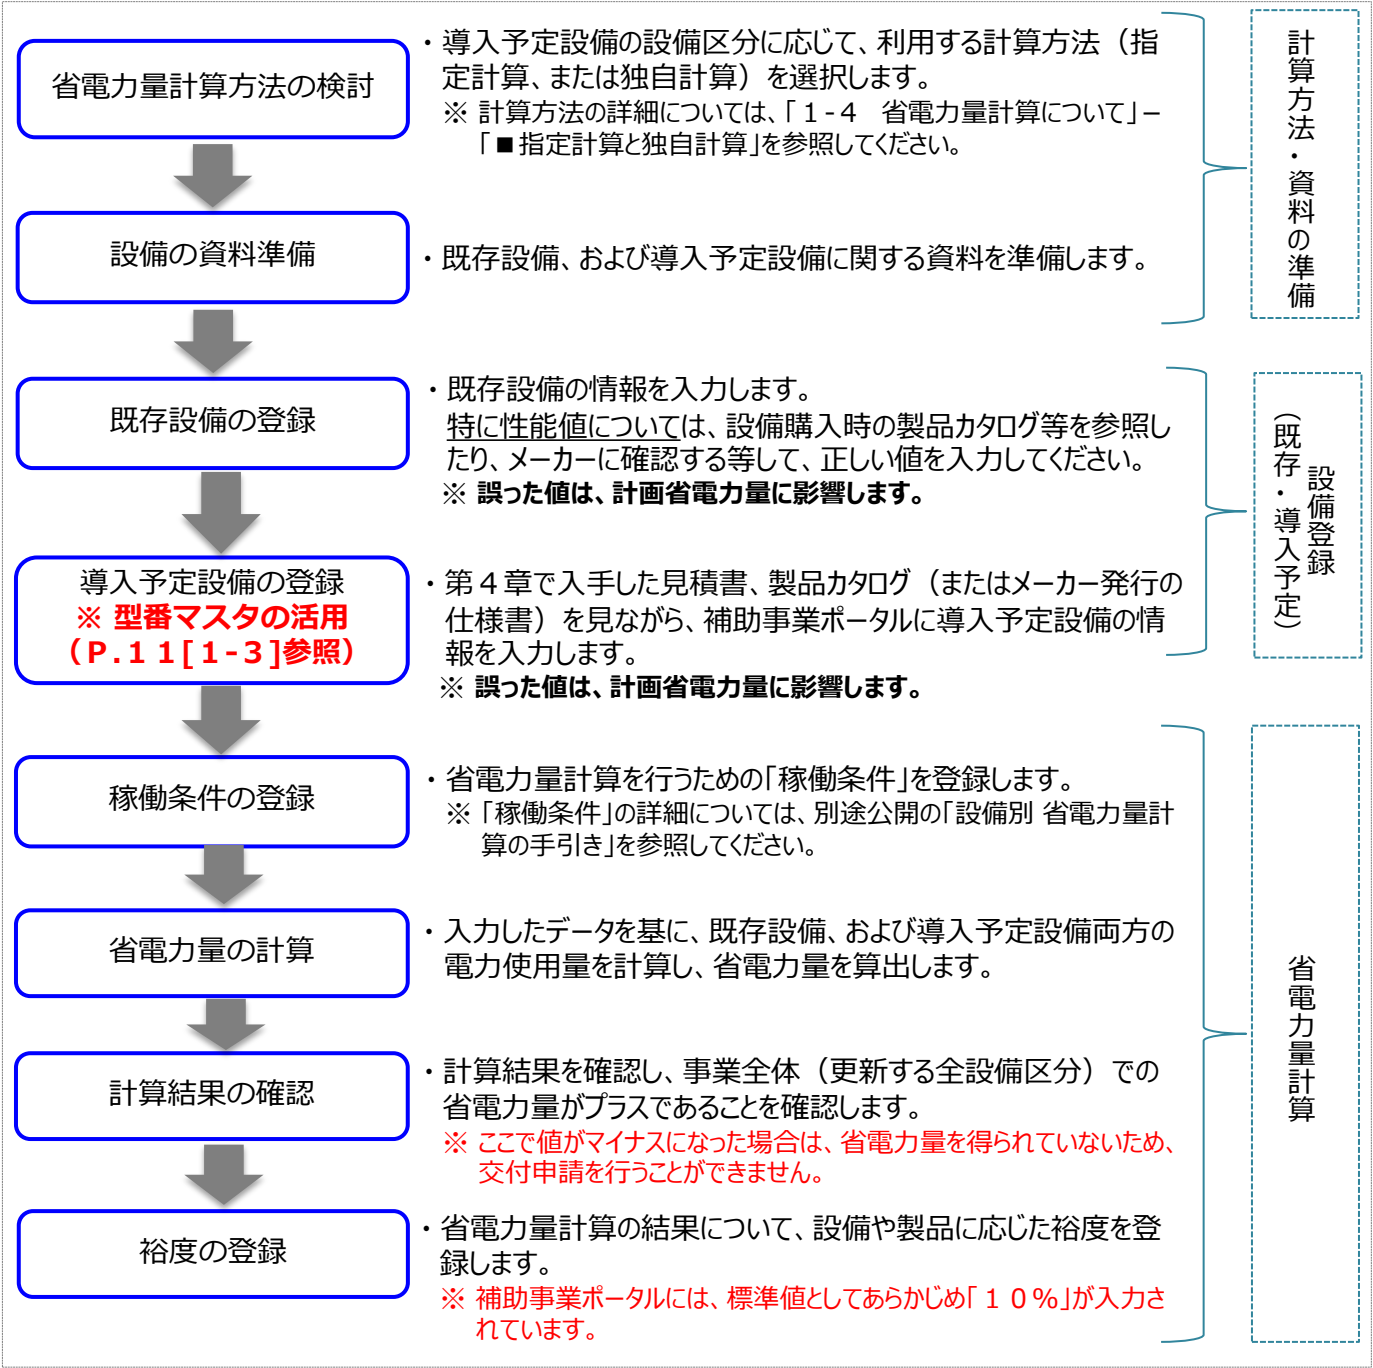 省電力量計算方法の検討
・導入予定設備の設備区分に応じて、利用する計算方法（指
定計算、または独自計算）を選択します。
※ 計算方法の詳細については、「１-４　省電力量計算について」－
「■指定計算と独自計算」を参照してください。
設備の資料準備
・既存設備、および導入予定設備に関する資料を準備します。
計算方法・資料の準備
既存設備の登録
・既存設備の情報を入力します。
特に性能値については、設備購入時の製品カタログ等を参照し
たり、メーカーに確認する等して、正しい値を入力してください。
※ 誤った値は、計画省電力量に影響します。
導入予定設備の登録
※ 型番マスタの活用
（P.１１[１-３]参照）
・第４章で入手した見積書、製品カタログ（またはメーカー発行の
仕様書）を見ながら、補助事業ポータルに導入予定設備の情
報を入力します。
※ 誤った値は、計画省電力量に影響します。
設備登録
（既存・導入予定）
稼働条件の登録
・省電力量計算を行うための「稼働条件」を登録します。
※「稼働条件」の詳細については、別途公開の「設備別 省電力量計
算の手引き」を参照してください。
省電力量の計算
・入力したデータを基に、既存設備、および導入予定設備両方の
電力使用量を計算し、省電力量を算出します。
計算結果の確認
・計算結果を確認し、事業全体（更新する全設備区分）での
省電力量がプラスであることを確認します。
※ ここで値がマイナスになった場合は、省電力量を得られていないため、
交付申請を行うことができません。
裕度の登録
・省電力量計算の結果について、設備や製品に応じた裕度を登
録します。
※ 補助事業ポータルには、標準値としてあらかじめ「１０％」が入力さ
れています。
省電力量計算